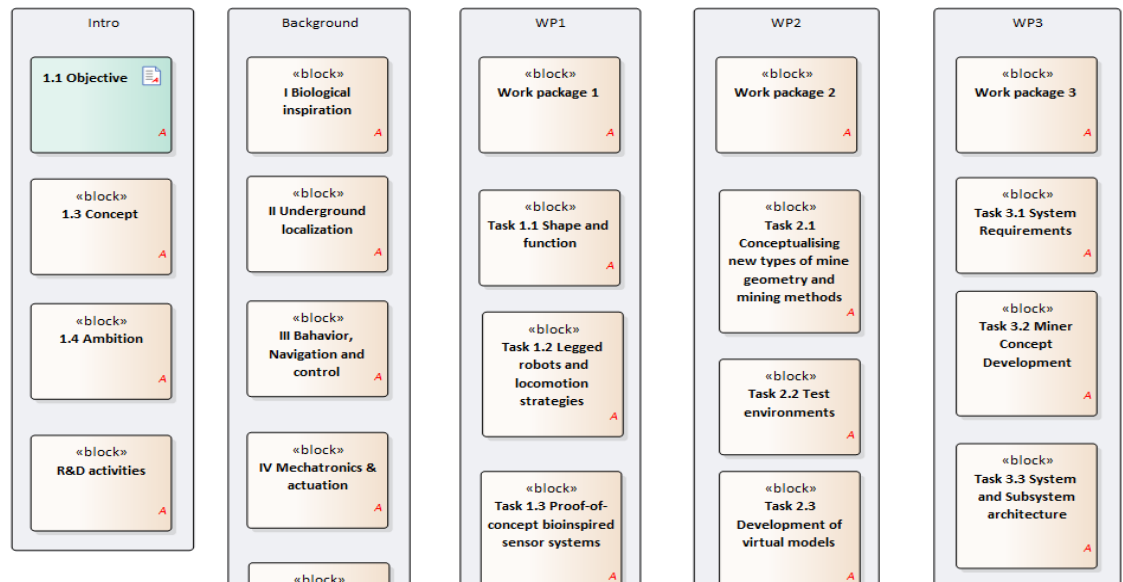 Intro
1.1 Objective
A
«block»
1.3 Concept
A
«block»
1.4 Ambition
A
«block»
R&D activities
A
Background
«block»
I Biological
inspiration
A
«block»
II Underground
localization
A
«block»
III Bahavior,
Navigation and
control
A
«block»
IV Mechatronics &
actuation
A
«block»
WP1
«block»
Work package 1
A
«block»
Task 1.1 Shape and
function
A
«block»
Task 1.2 Legged
robots and
locomotion
strategies
A
«block»
Task 1.3 Proof-of-
concept bioinspired
sensor systems
A
WP2
«block»
Work package 2
A
«block»
Task 2.1
Conceptualising
new types of mine
geometry and
mining methods
A
«block»
Task 2.2 Test
environments
A
«block»
Task 2.3
Development of
virtual models
A
WP3
«block»
Work package 3
A
«block»
Task 3.1 System
Requirements
A
«block»
Task 3.2 Miner
Concept
Development
A
«block»
Task 3.3 System
and Subsystem
architecture
A